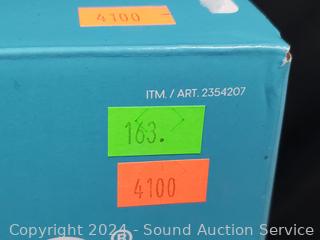 4100
ITM. / ART. 2354207
163.
4100
®
Copyright 2024 - Sound Auction Service